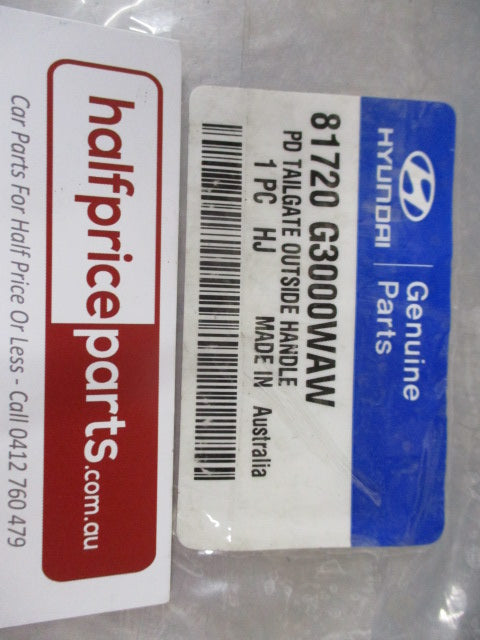 HYUNDAI
Genuine
Parts
81720 G3000WAW
PD TAILGATE OUTSIDE HANDLE
1 PC HJ MADE IN Australia
halfpriceparts.com.au
Car Parts For Half Price Or Less - Call 0412 760 479